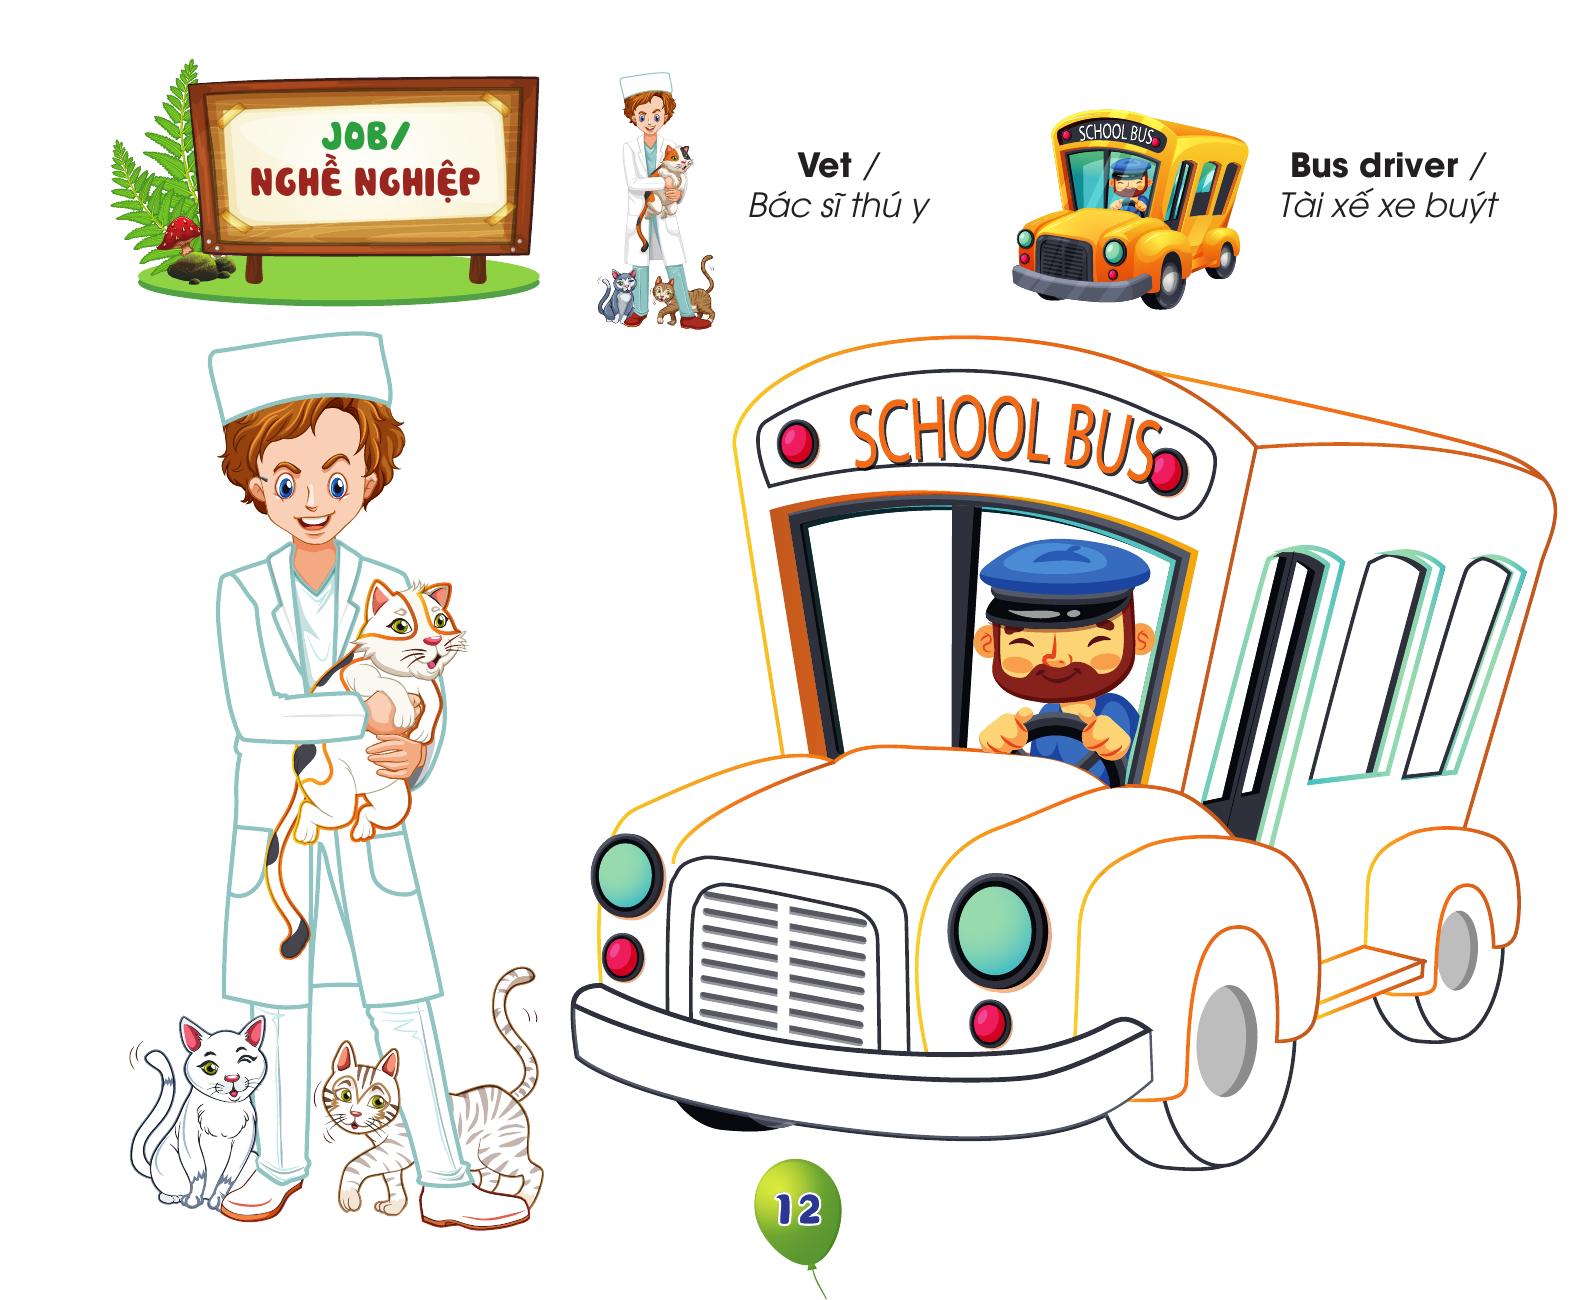 JOB/
NGHỀ NGHIỆP
Vet /
Bác sĩ thú y
SCHOOL BUS
Bus driver /
Tài xế xe buýt
SCHOOL BUS
12